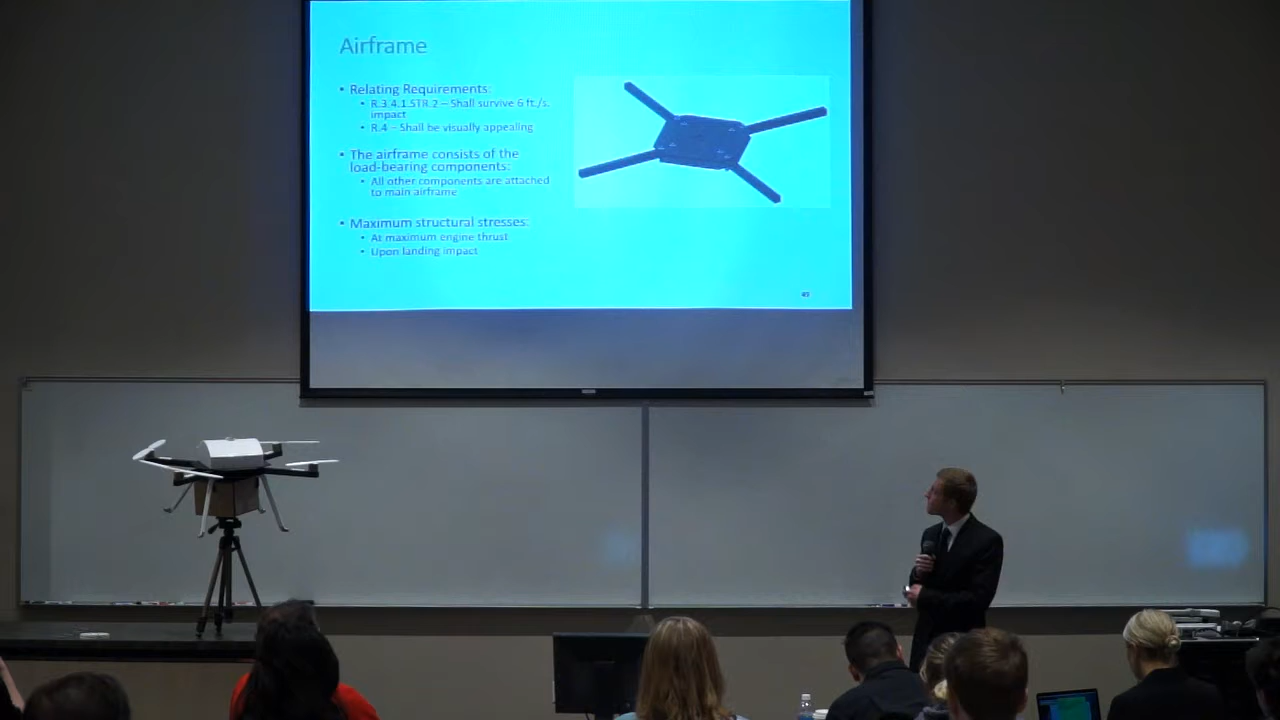 Airframe
• Relating Requirements:
• R.3.4.1.STR.2 – Shall survive 6 ft./s.
impact
• R.4 – Shall be visually appealing
• The airframe consists of the
load-bearing components:
• All other components are attached
to main airframe
• Maximum structural stresses:
• At maximum engine thrust
• Upon landing impact